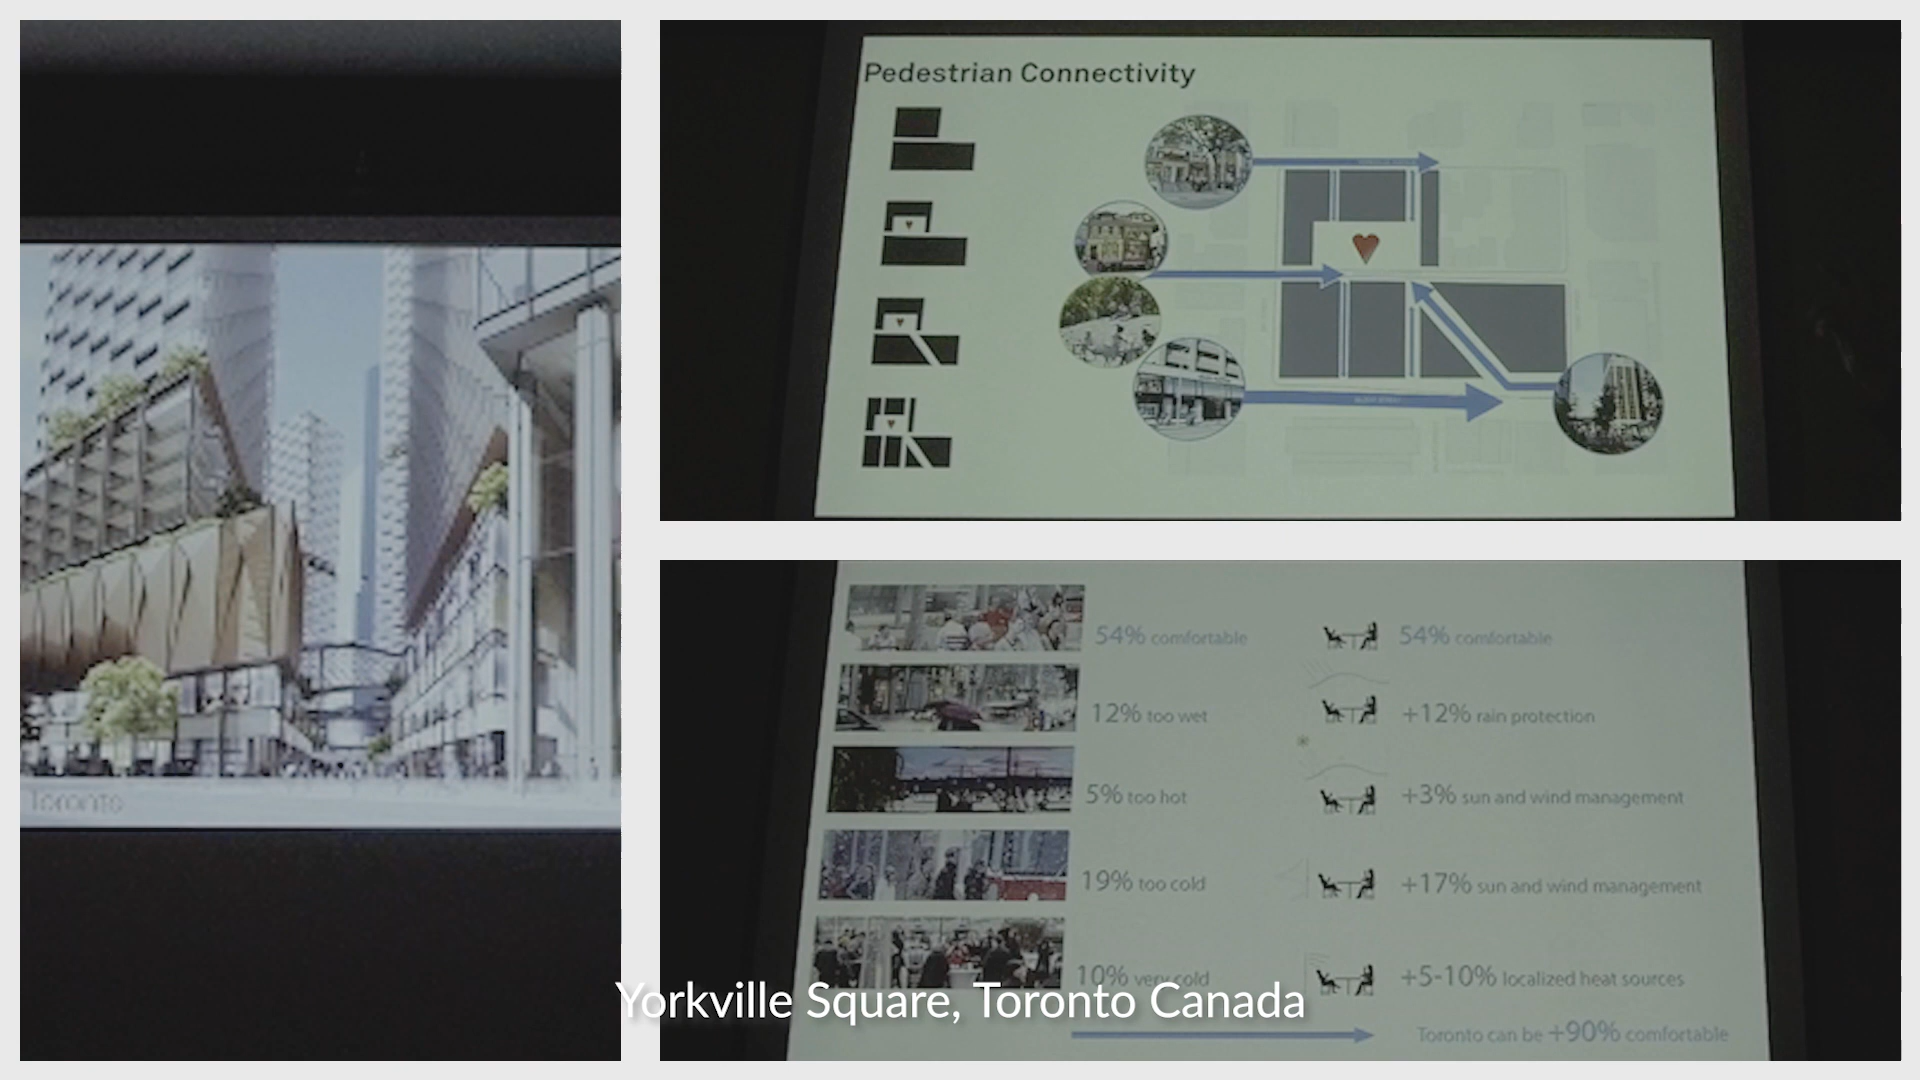 Toronto
Pedestrian Connectivity
54% comfortable
54% comfortable
12% too wet
+12% rain protection
5% too hot
+3% sun and wind management
19% too cold
+17% sun and wind management
10% very cold
+5-10% localized heat sources
Toronto can be +90% comfortable
Yorkville Square, Toronto Canada